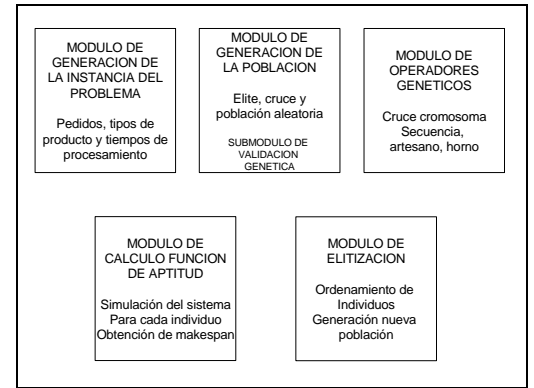 MODULO DE
GENERACION DE
LA INSTANCIA DEL
PROBLEMA
Pedidos, tipos de
producto y tiempos de
procesamiento
MODULO DE
GENERACION DE
LA POBLACION
Elite, cruce y
población aleatoria
SUBMODULO DE
VALIDACION
GENETICA
MODULO DE
OPERADORES
GENETICOS
Cruce cromosoma
Secuencia,
artesano, horno
MODULO DE
CALCULO FUNCION
DE APTITUD
Simulación del sistema
Para cada individuo
Obtención de makespan
MODULO DE
ELITIZACION
Ordenamiento de
Individuos
Generación nueva
población